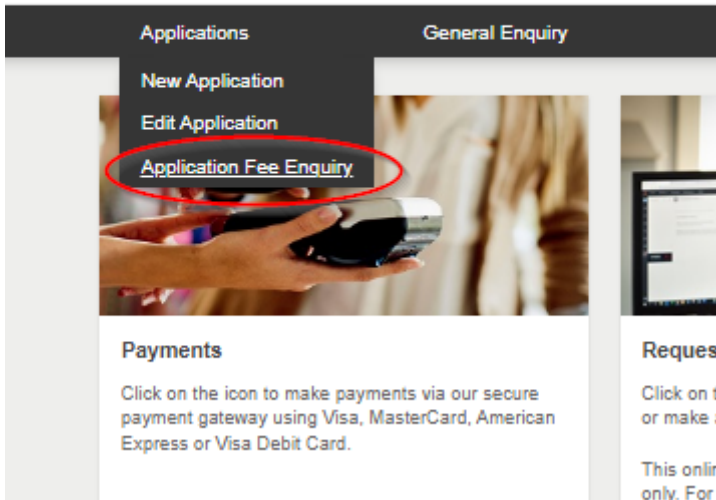 Applications General Enquiry
New Application
Edit Application
Application Fee Enquiry
Payments
Click on the icon to make payments via our secure
payment gateway using Visa, MasterCard, American
Express or Visa Debit Card.
Click on
or make
This
only. For